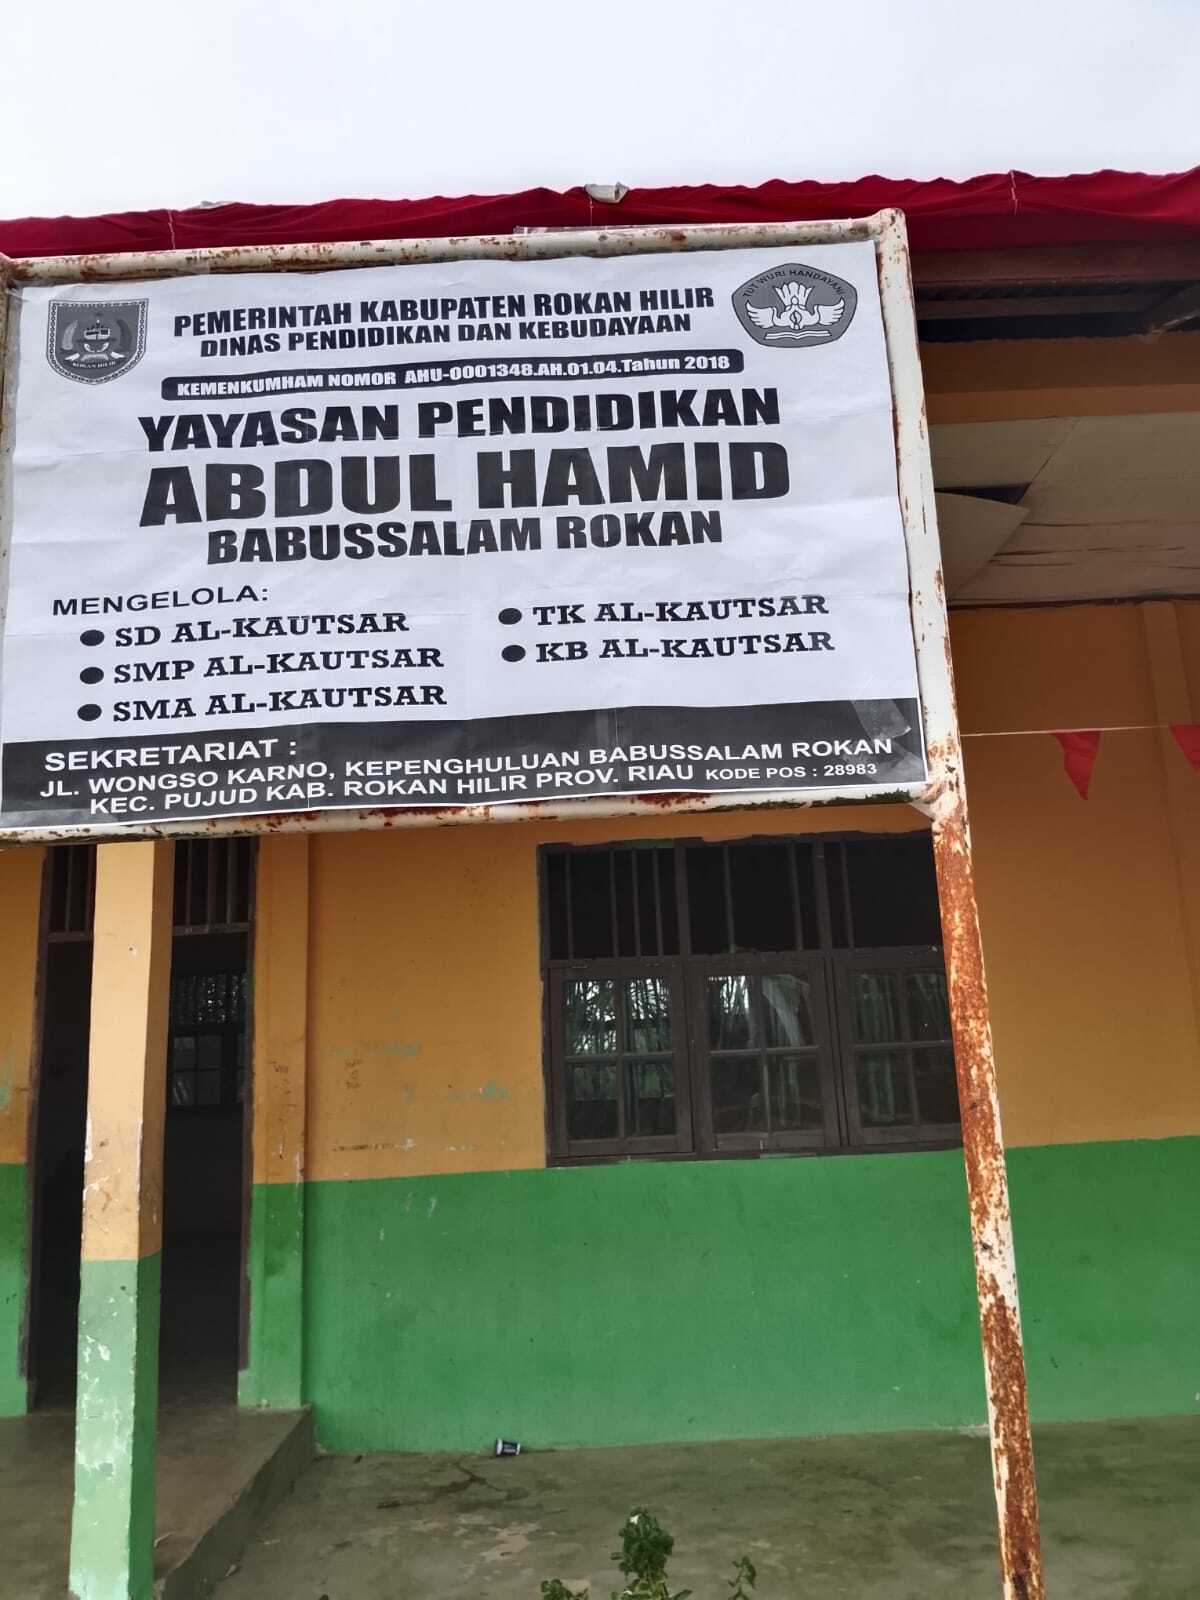 PEMERINTAH KABUPATEN ROKAN HILIR
DINAS PENDIDIKAN DAN KEBUDAYAAN
ROKAN HILIR
TUT WURI HANDAYANI
KEMENKUMHAM NOMOR AHU-0001348.AH.01.04.Tahun 2018
YAYASAN PENDIDIKAN
ABDUL HAMID
BABUSSALAM ROKAN
MENGELOLA:
● SD AL-KAUTSAR
● SMP AL-KAUTSAR
● SMA AL-KAUTSAR
● TK AL-KAUTSAR
● KB AL-KAUTSAR
SEKRETARIAT :
JL. WONGSO KARNO, KEPENGHULUAN BABUSSALAM ROKAN
KEC. PUJUD KAB. ROKAN HILIR PROV. RIAU KODE POS : 28983